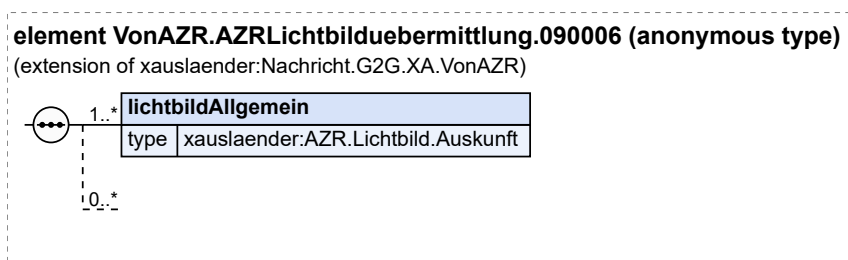 element VonAZR.AZRLichtbilduebermittlung.090006 (anonymous type)
(extension of xauslaender:Nachricht.G2G.XA.VonAZR)
1..* lichtbildAllgemein
type xauslaender:AZR.Lichtbild.Auskunft
0..*